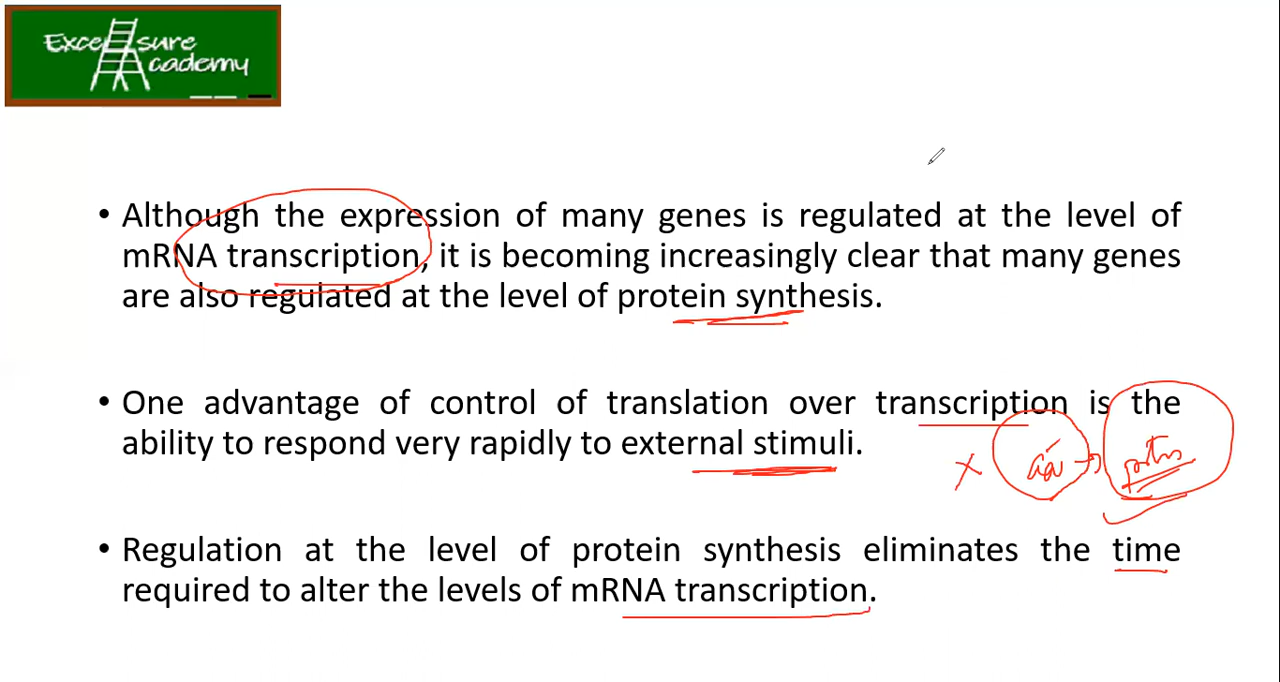 Excel sure
Academy
• Although the expression of many genes is regulated at the level of
mRNA transcription, it is becoming increasingly clear that many genes
are also regulated at the level of protein synthesis.
• One advantage of control of translation over transcription is the
ability to respond very rapidly to external stimuli.
• Regulation at the level of protein synthesis eliminates the time
required to alter the levels of mRNA transcription.